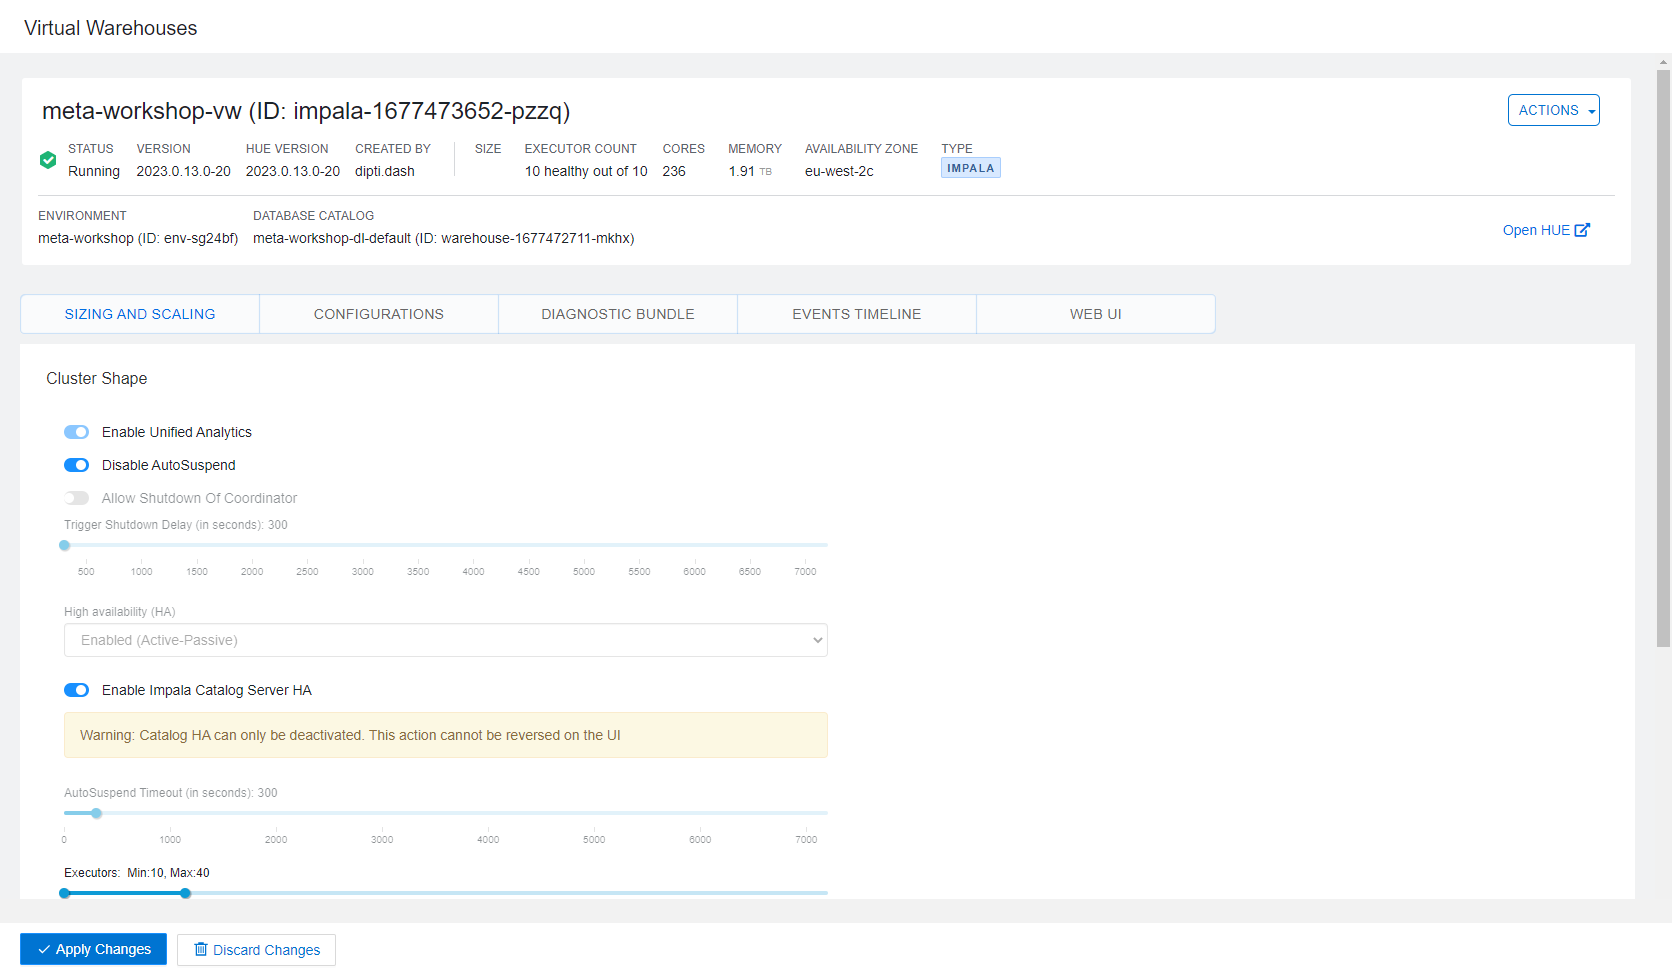 Virtual Warehouses
meta-workshop-vw (ID: impala-1677473652-pzzq)
ACTIONS
STATUS VERSION HUE VERSION CREATED BY SIZE EXECUTOR COUNT CORES MEMORY AVAILABILITY ZONE TYPE
Running 2023.0.13.0-20 2023.0.13.0-20 dipti.dash 10 healthy out of 10 236 1.91 TB eu-west-2c IMPALA
ENVIRONMENT DATABASE CATALOG
meta-workshop (ID: env-sg24bf) meta-workshop-dl-default (ID: warehouse-1677472711-mkhx)
Open HUE
SIZING AND SCALING CONFIGURATIONS DIAGNOSTIC BUNDLE EVENTS TIMELINE WEB UI
Cluster Shape
Enable Unified Analytics
Disable AutoSuspend
Allow Shutdown Of Coordinator
Trigger Shutdown Delay (in seconds): 300
500 1000 1500 2000 2500 3000 3500 4000 4500 5000 5500 6000 6500 7000
High availability (HA)
Enabled (Active-Passive)
Enable Impala Catalog Server HA
Warning: Catalog HA can only be deactivated. This action cannot be reversed on the UI
AutoSuspend Timeout (in seconds): 300
0 1000 2000 3000 4000 5000 6000 7000
Executors: Min:10, Max:40
Apply Changes Discard Changes